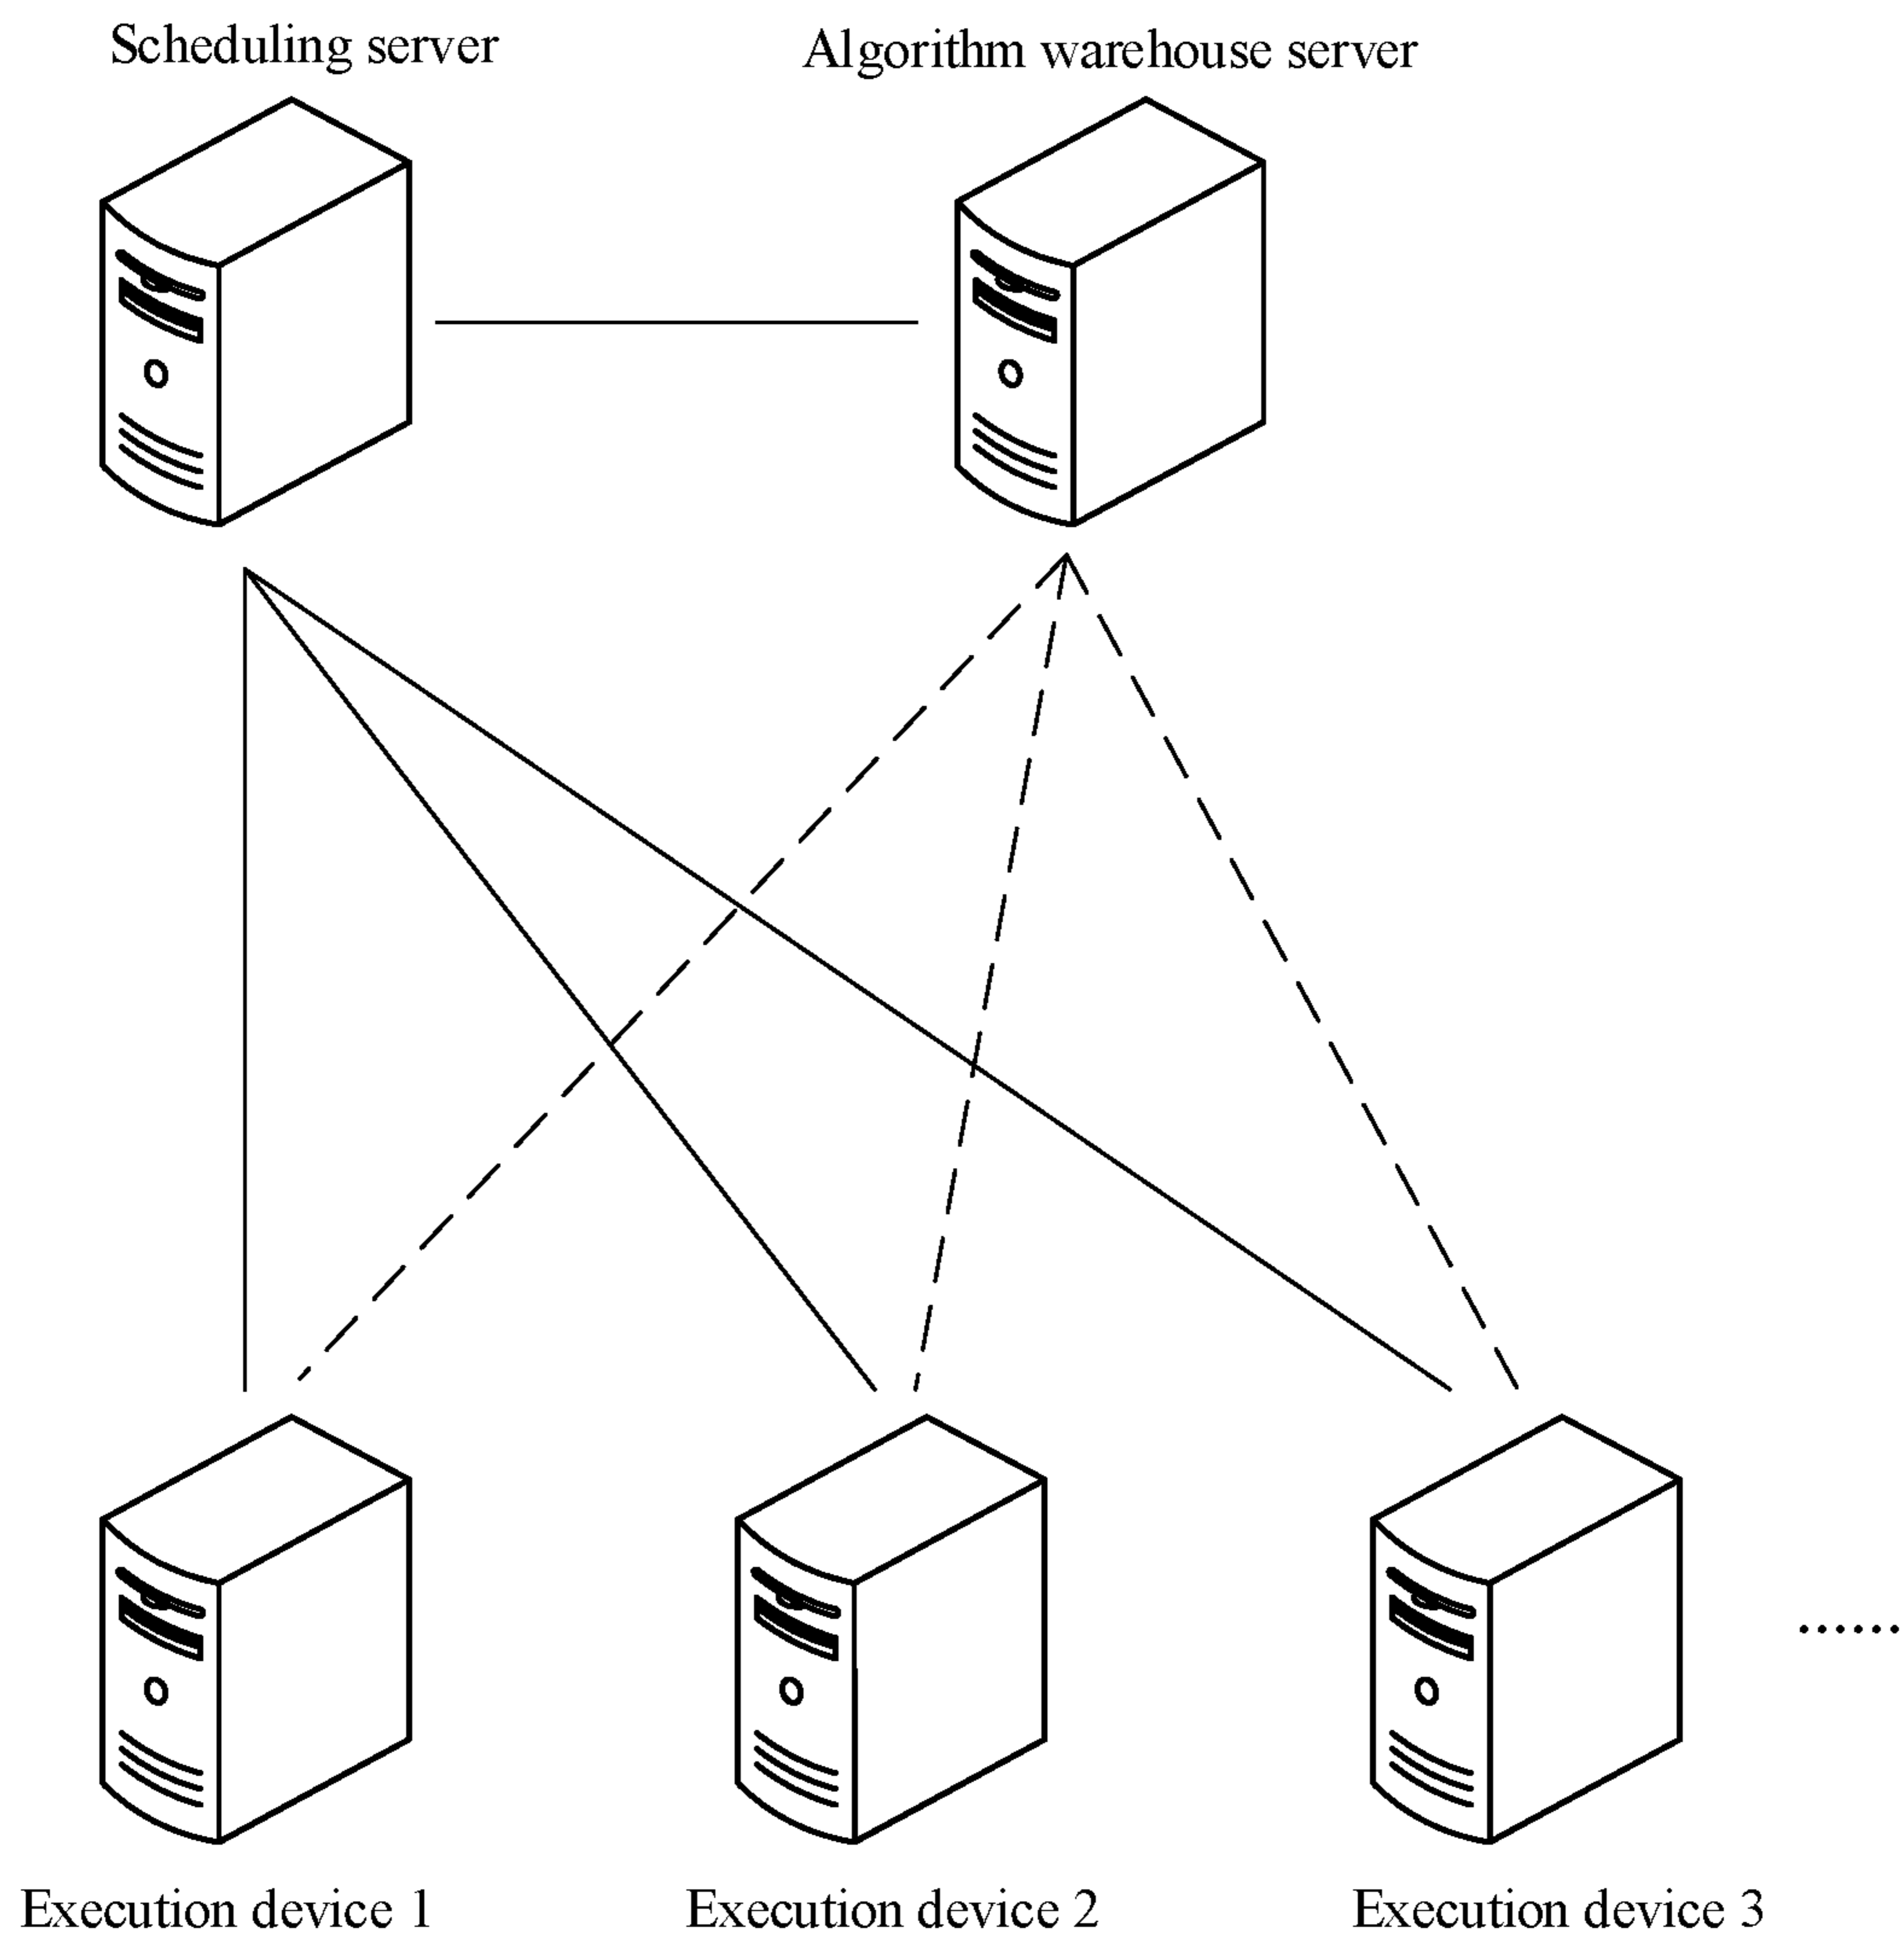 Scheduling server
Algorithm warehouse server
......
Execution device 1
Execution device 2
Execution device 3